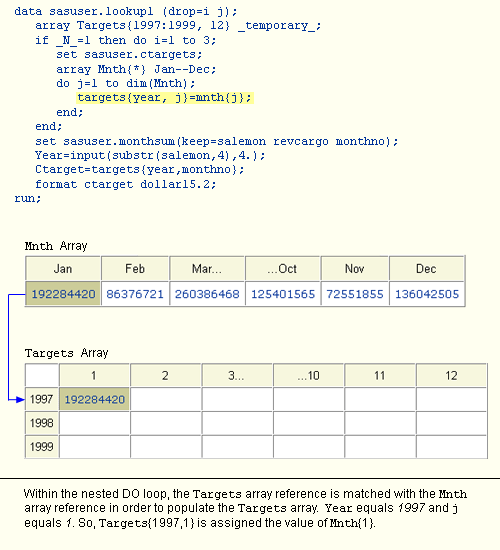 data sasuser.lookup1 (drop=i j);
array Targets{1997:1999, 12} _temporary_;
if _N_=1 then do i=1 to 3;
set sasuser.ctargets;
array Mnth{*} Jan--Dec;
do j=1 to dim(Mnth);
targets{year, j}=mnth{j};
end;
end;
set sasuser.monthsum(keep=salemon revcargo monthno);
Year=input(substr(salemon,4),4.);
Ctarget=targets{year,monthno};
format ctarget dollar15.2;
run;
Mnth Array
Jan Feb Mar... ...Oct Nov Dec
192284420 86376721 260386468 125401565 72551855 136042505
Targets Array
1 2 3... ...10 11 12
1997 192284420
1998
1999
Within the nested DO loop, the Targets array reference is matched with the Mnth
array reference in order to populate the Targets array. Year equals 1997 and j
equals 1. So, Targets{1997,1} is assigned the value of Mnth{1}.